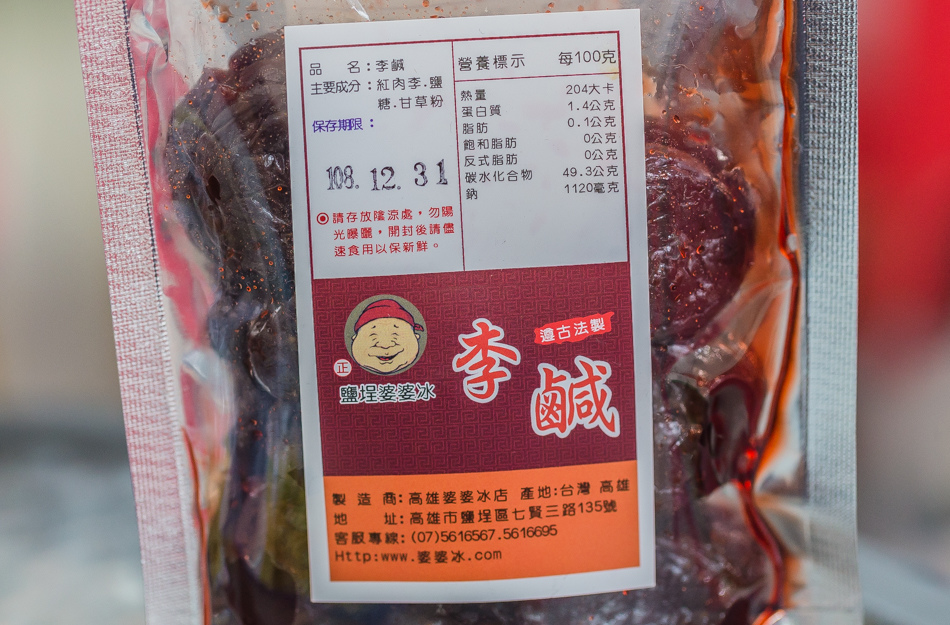 品　　名：李鹹
主要成分：紅肉李.鹽
糖.甘草粉
保存期限：
108. 12. 31
◉請存放陰涼處，勿陽
光曝曬，開封後請儘
速食用以保新鮮。
營養標示　每100克
熱量　204大卡
蛋白質　1.4公克
脂肪　0.1公克
飽和脂肪　0公克
反式脂肪　0公克
碳水化合物　49.3公克
鈉　1120毫克
遵古法製
李鹹
正
鹽埕婆婆冰
製 造 商:高雄婆婆冰店 產地:台灣 高雄
地　　址:高雄市鹽埕區七賢三路135號
客服專線:(07)5616567.5616695
Http:www.婆婆冰.com